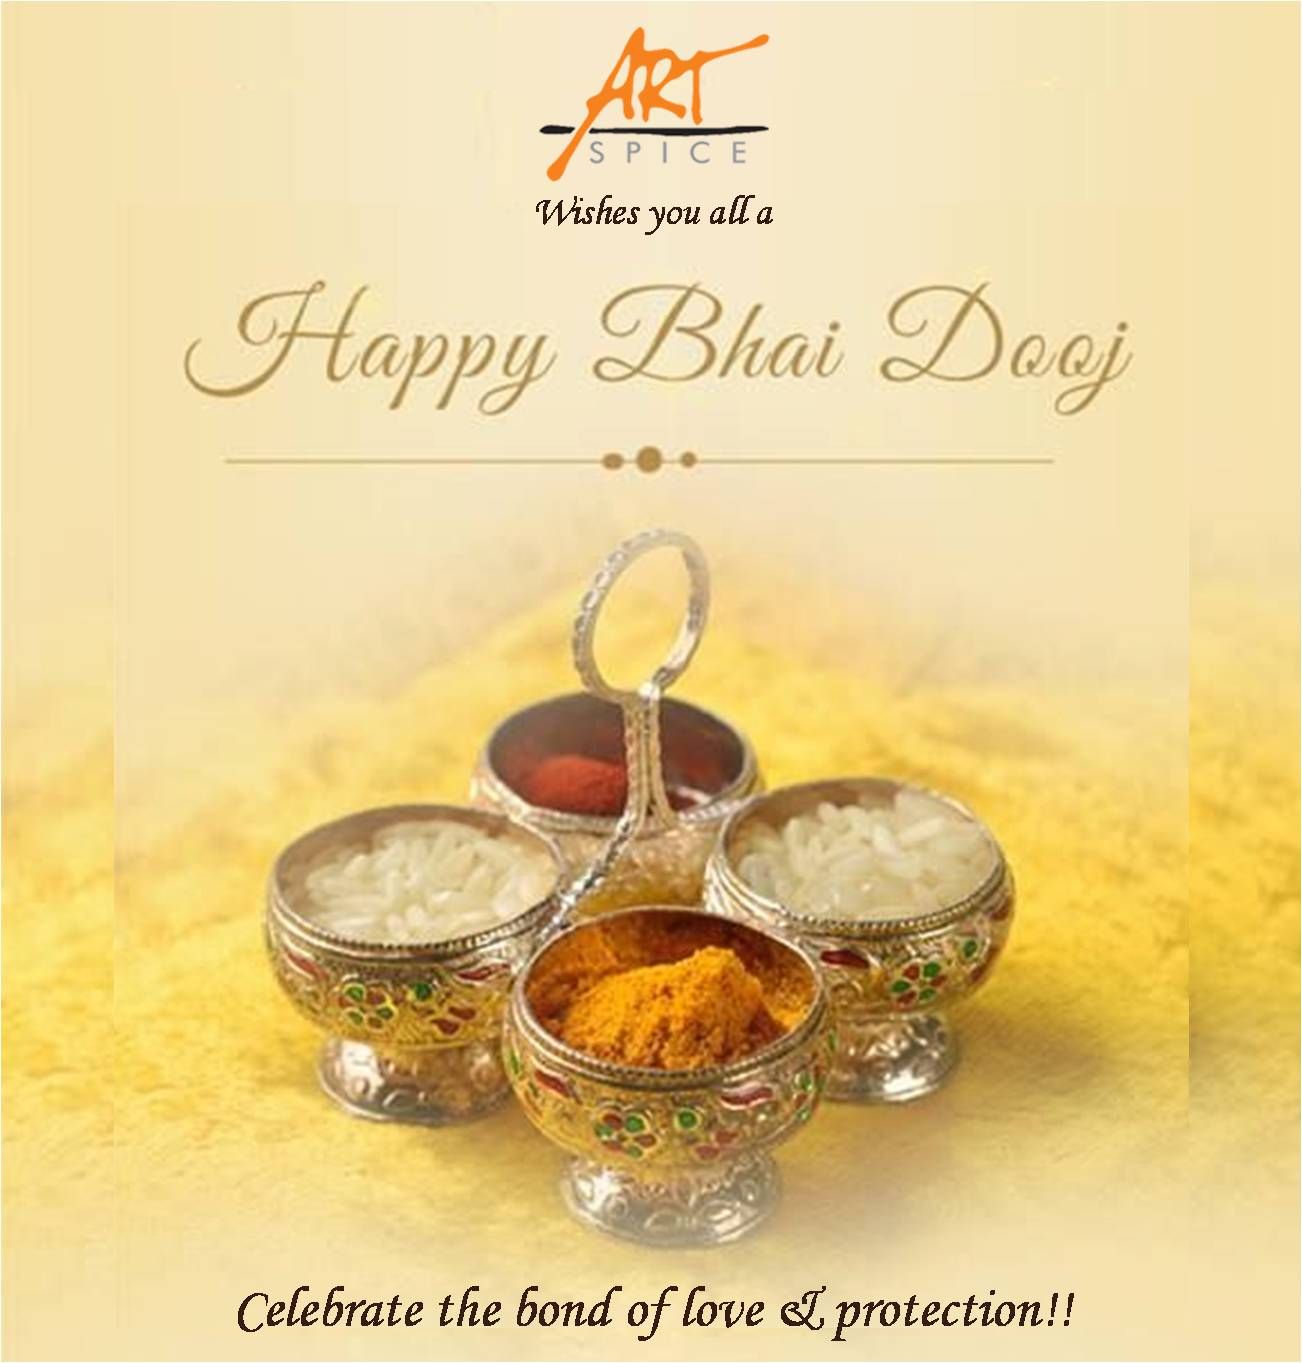 ART
SPICE
Wishes you all a
Happy Bhai Dooj
Celebrate the bond of love & protection!!